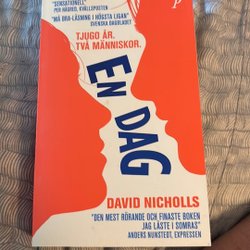 "SENSATIONELL"
PER HAGRED, KVÄLLSPOSTEN
"MÅ BRA-LÄSNING I HÖGSTA LIGAN"
SVENSKA DAGBLADET
TJUGO ÅR.
TVÅ MÄNNISKOR.
EN DAG
DAVID NICHOLLS
"DEN MEST RÖRANDE OCH FINASTE BOKEN
JAG LÄSTE I SOMRAS"
ANDERS NUNSTEDT, EXPRESSEN